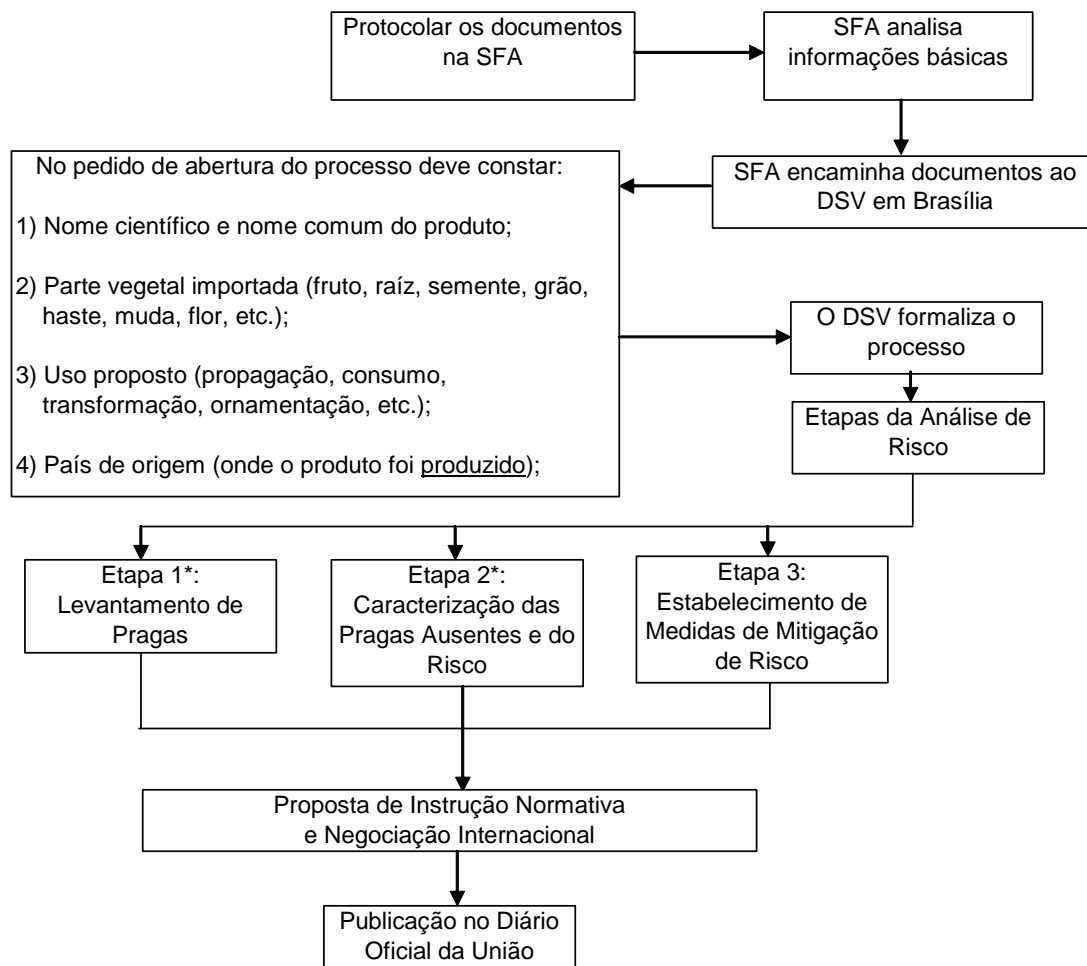 Protocolar os documentos
na SFA
SFA analisa
informações básicas
SFA encaminha documentos ao
DSV em Brasília
No pedido de abertura do processo deve constar:
1) Nome científico e nome comum do produto;
2) Parte vegetal importada (fruto, raíz, semente, grão,
haste, muda, flor, etc.);
3) Uso proposto (propagação, consumo,
transformação, ornamentação, etc.);
4) País de origem (onde o produto foi produzido);
O DSV formaliza o
processo
Etapas da Análise de
Risco
Etapa 1*:
Levantamento de
Pragas
Etapa 2*:
Caracterização das
Pragas Ausentes e do
Risco
Etapa 3:
Estabelecimento de
Medidas de Mitigação
de Risco
Proposta de Instrução Normativa
e Negociação Internacional
Publicação no Diário
Oficial da União